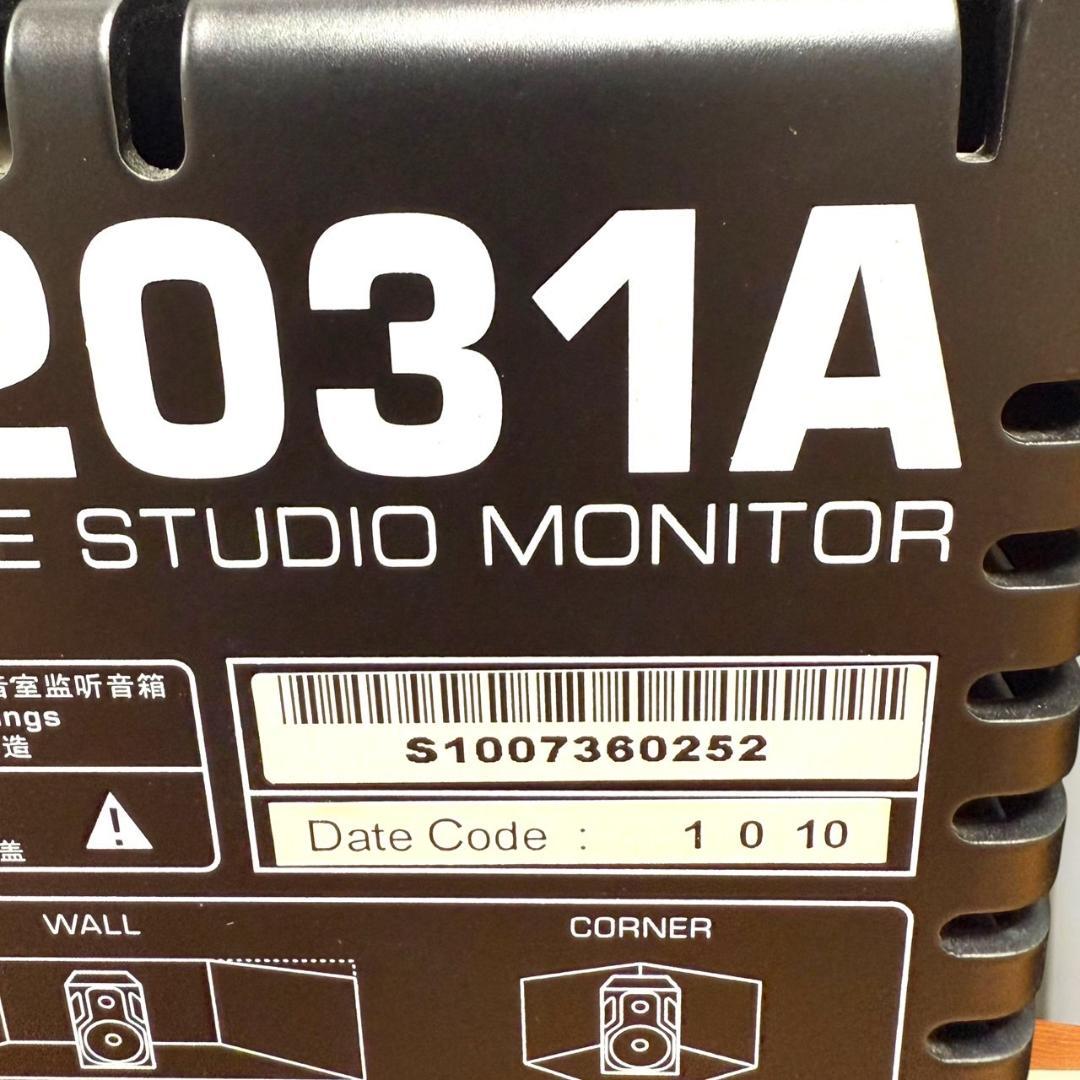 2031A
E STUDIO MONITOR
音室监听音箱
ings
造
S1007360252
Date Code : 1 0 10
盖
WALL
CORNER